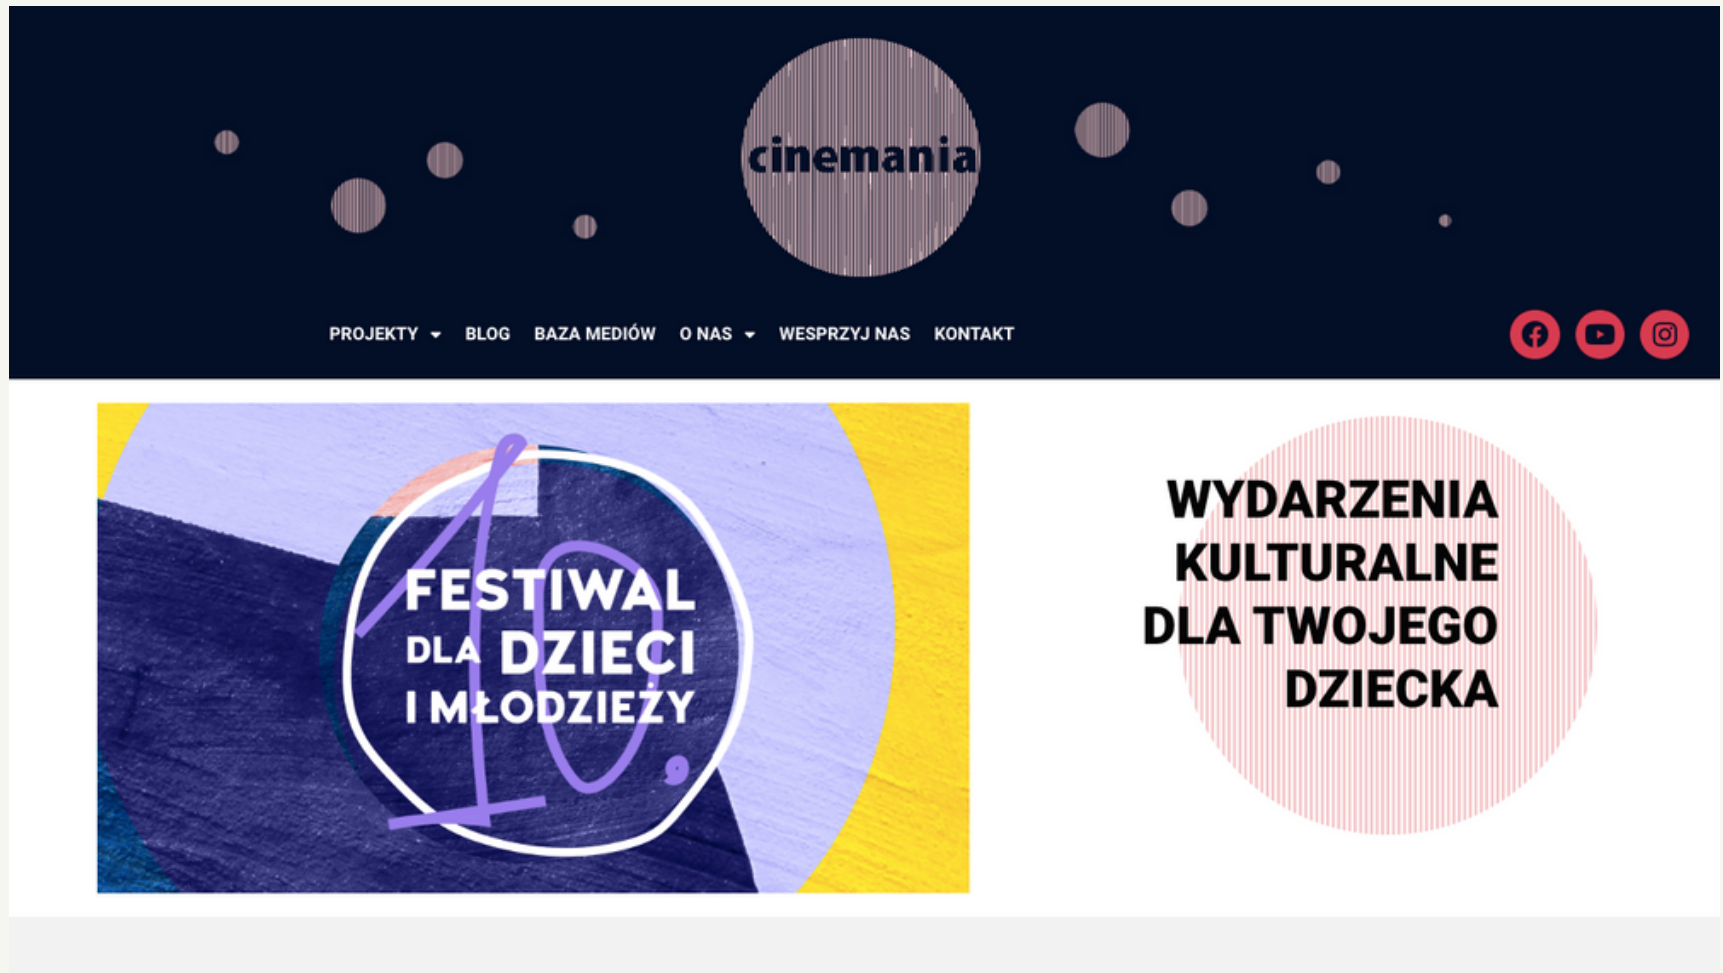 cinemania
PROJEKTY BLOG BAZA MEDIÓW O NAS WESPRZYJ NAS KONTAKT
10.
FESTIWAL
DLA DZIECI
I MŁODZIEŻY
WYDARZENIA
KULTURALNE
DLA TWOJEGO
DZIECKA